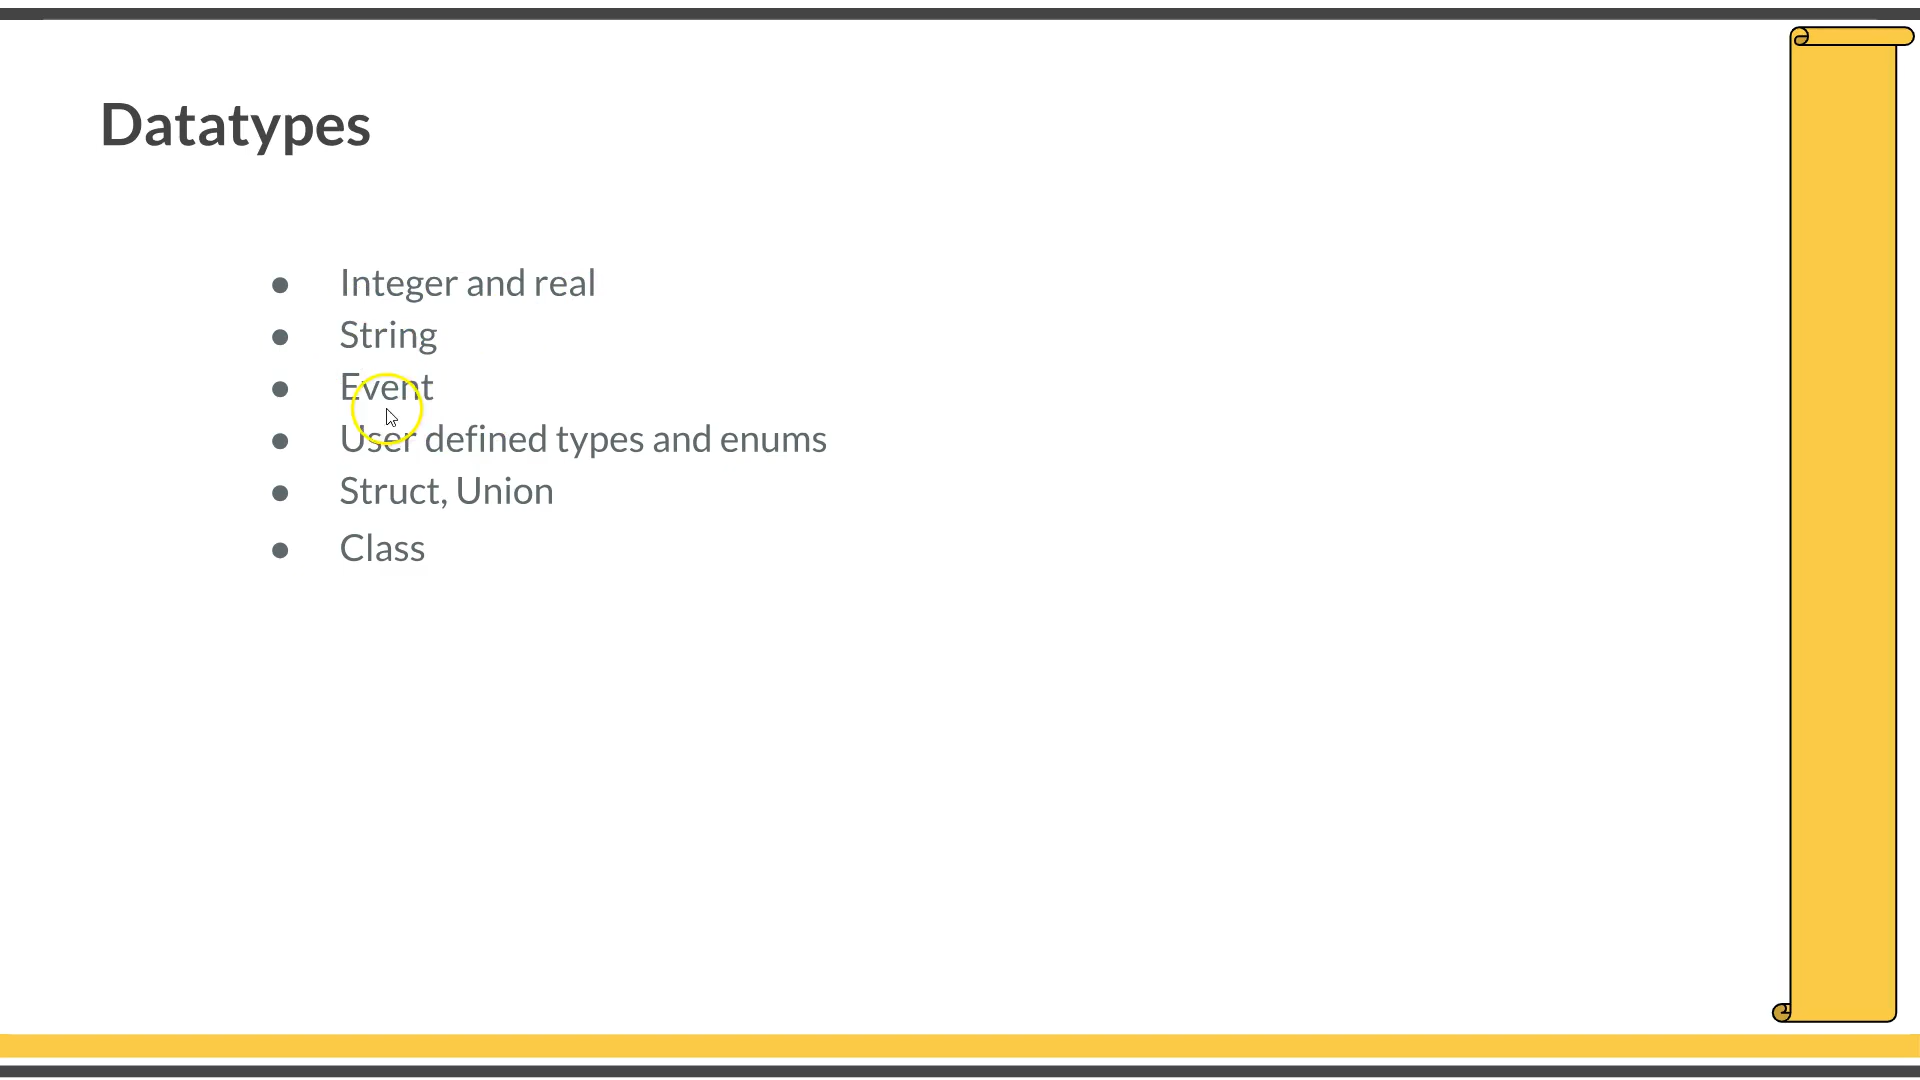 Datatypes
● Integer and real
● String
● Event
● User defined types and enums
● Struct, Union
● Class